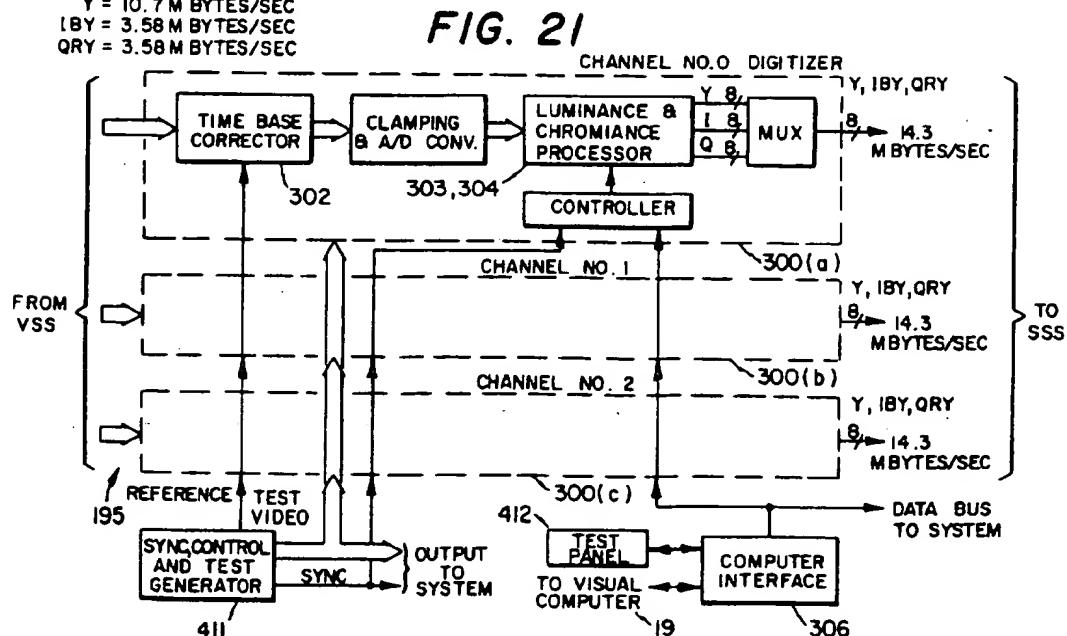 Y = 10.7 M BYTES/SEC
IBY = 3.58 M BYTES/SEC
QRY = 3.58 M BYTES/SEC
FIG. 21
CHANNEL NO.0 DIGITIZER
TIME BASE
CORRECTOR
302
CLAMPING
& A/D CONV.
LUMINANCE &
CHROMIANCE
PROCESSOR
303,304
Y 8
I 8
Q 8
MUX
Y, IBY, QRY
8
14.3
M BYTES/SEC
CONTROLLER
300(a)
FROM
VSS
CHANNEL NO. 1
Y, IBY, QRY
8
14.3
M BYTES/SEC
300(b)
TO
SSS
CHANNEL NO. 2
Y, IBY, QRY
8
14.3
M BYTES/SEC
300(c)
195
REFERENCE
TEST
VIDEO
SYNC,CONTROL
AND TEST
GENERATOR
411
SYNC
OUTPUT
TO
SYSTEM
412
TEST
PANEL
TO VISUAL
COMPUTER
19
COMPUTER
INTERFACE
306
DATA BUS
TO SYSTEM